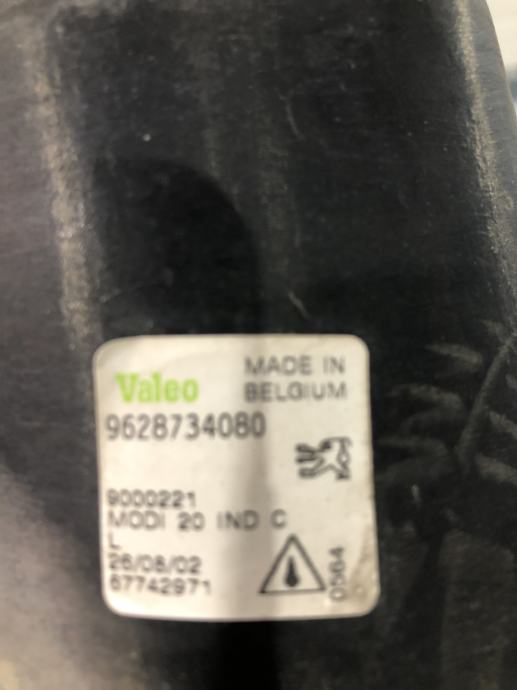 Valeo
MADE IN
BELGIUM
9628734080
9000221
MODI 20 IND C
L
26/08/02
67742971
0564